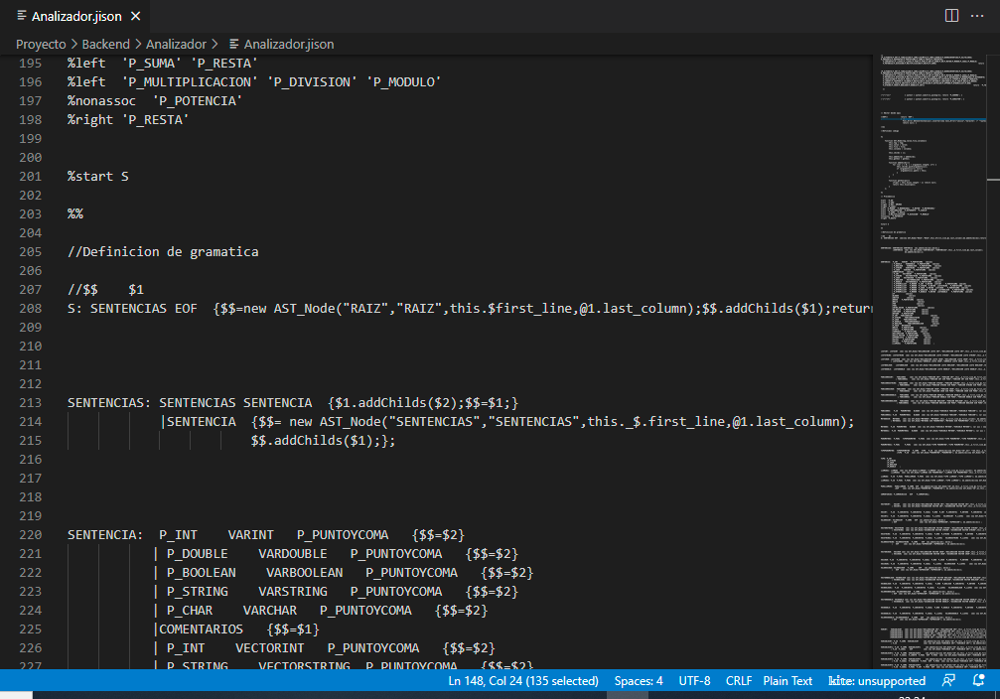 Analizador.jison
Proyecto > Backend > Analizador > Analizador.jison
195 %left 'P_SUMA' 'P_RESTA'
196 %left 'P_MULTIPLICACION' 'P_DIVISION' 'P_MODULO'
197 %nonassoc 'P_POTENCIA'
198 %right 'P_RESTA'
199
200
201 %start S
202
203 %%
204
205 //Definicion de gramatica
206
207 //$$ $1
208 S: SENTENCIAS EOF {$$=new AST_Node("RAIZ","RAIZ",this.$first_line,@1.last_column);$$.addChilds($1);return
209
210
211
212
213 SENTENCIAS: SENTENCIAS SENTENCIA {$1.addChilds($2);$$=$1;}
214 |SENTENCIA {$$= new AST_Node("SENTENCIAS","SENTENCIAS",this._$.first_line,@1.last_column);
215 $$.addChilds($1);};
216
217
218
219
220 SENTENCIA: P_INT VARINT P_PUNTOYCOMA {$$=$2}
221 | P_DOUBLE VARDOUBLE P_PUNTOYCOMA {$$=$2}
222 | P_BOOLEAN VARBOOLEAN P_PUNTOYCOMA {$$=$2}
223 | P_STRING VARSTRING P_PUNTOYCOMA {$$=$2}
224 | P_CHAR VARCHAR P_PUNTOYCOMA {$$=$2}
225 |COMENTARIOS {$$=$1}
226 | P_INT VECTORINT P_PUNTOYCOMA {$$=$2}
227 | P_STRING VECTORSTRING P_PUNTOYCOMA {$$=$2}
Ln 148, Col 24 (135 selected) Spaces: 4 UTF-8 CRLF Plain Text kite: unsupported